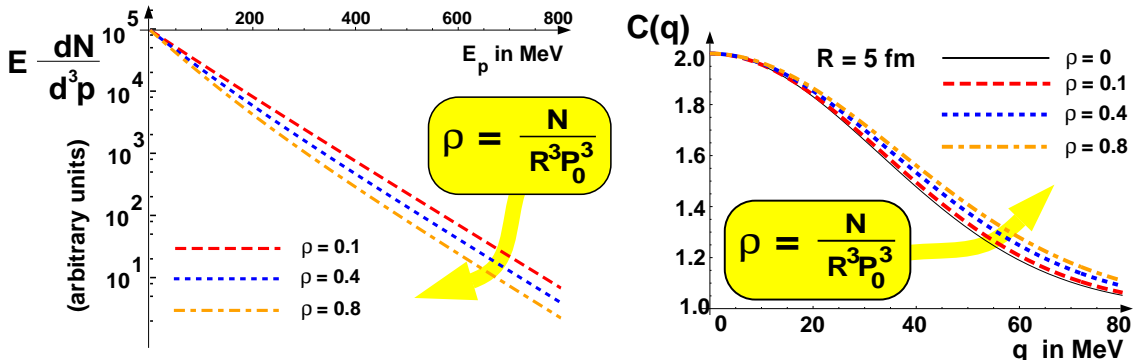 200 400 600 800
E_p in MeV
E dN
d³p
(arbitrary units)
10⁵
10⁴
10³
10²
10¹
ρ = N
R³P₀³
ρ = 0.1
ρ = 0.4
ρ = 0.8
C(q)
R = 5 fm
2.0
1.8
1.6
1.4
1.2
1.0
ρ = 0
ρ = 0.1
ρ = 0.4
ρ = 0.8
ρ = N
R³P₀³
0 20 40 60 80
q in MeV